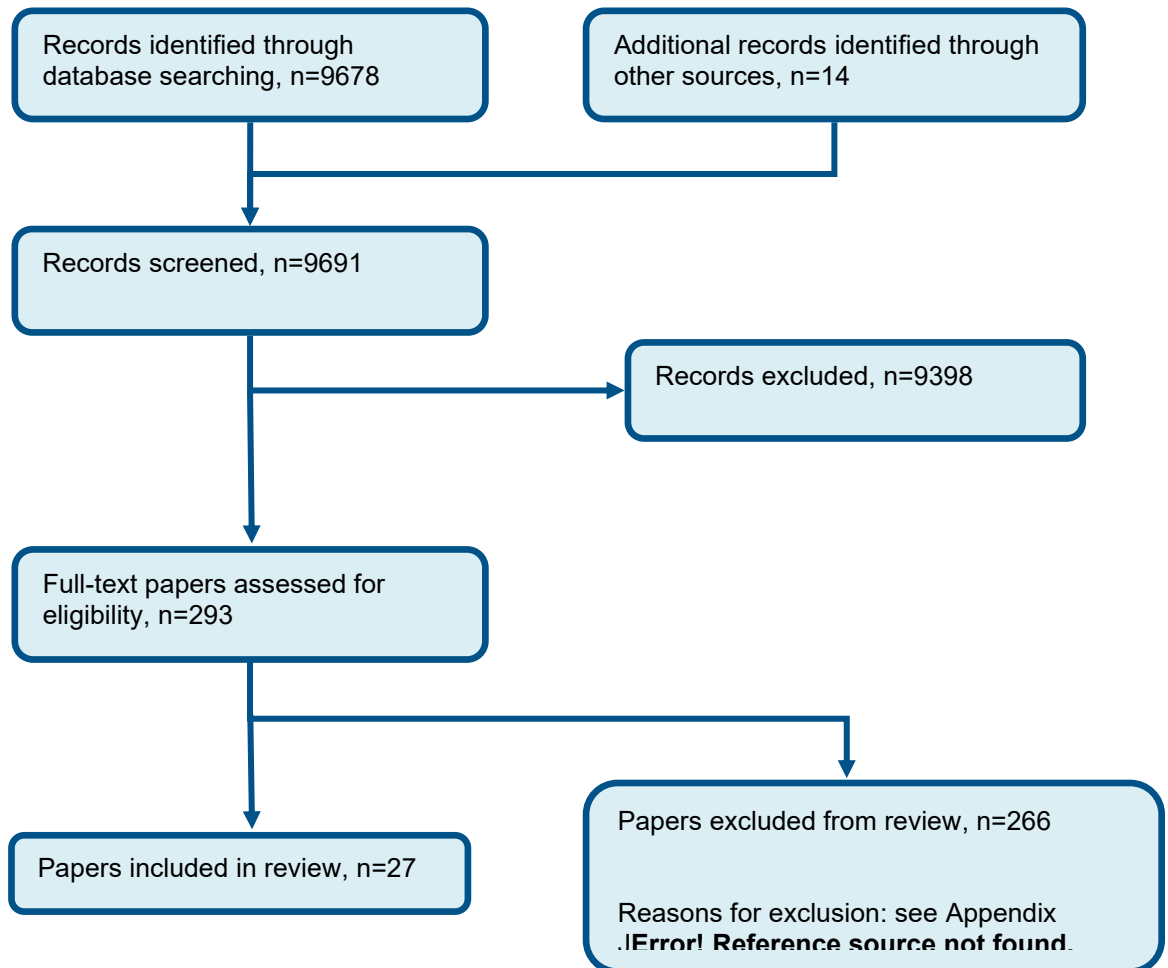 Records identified through
database searching, n=9678
Additional records identified through
other sources, n=14
Records screened, n=9691
Records excluded, n=9398
Full-text papers assessed for
eligibility, n=293
Papers included in review, n=27
Papers excluded from review, n=266
Reasons for exclusion: see Appendix
J|Error! Reference source not found.